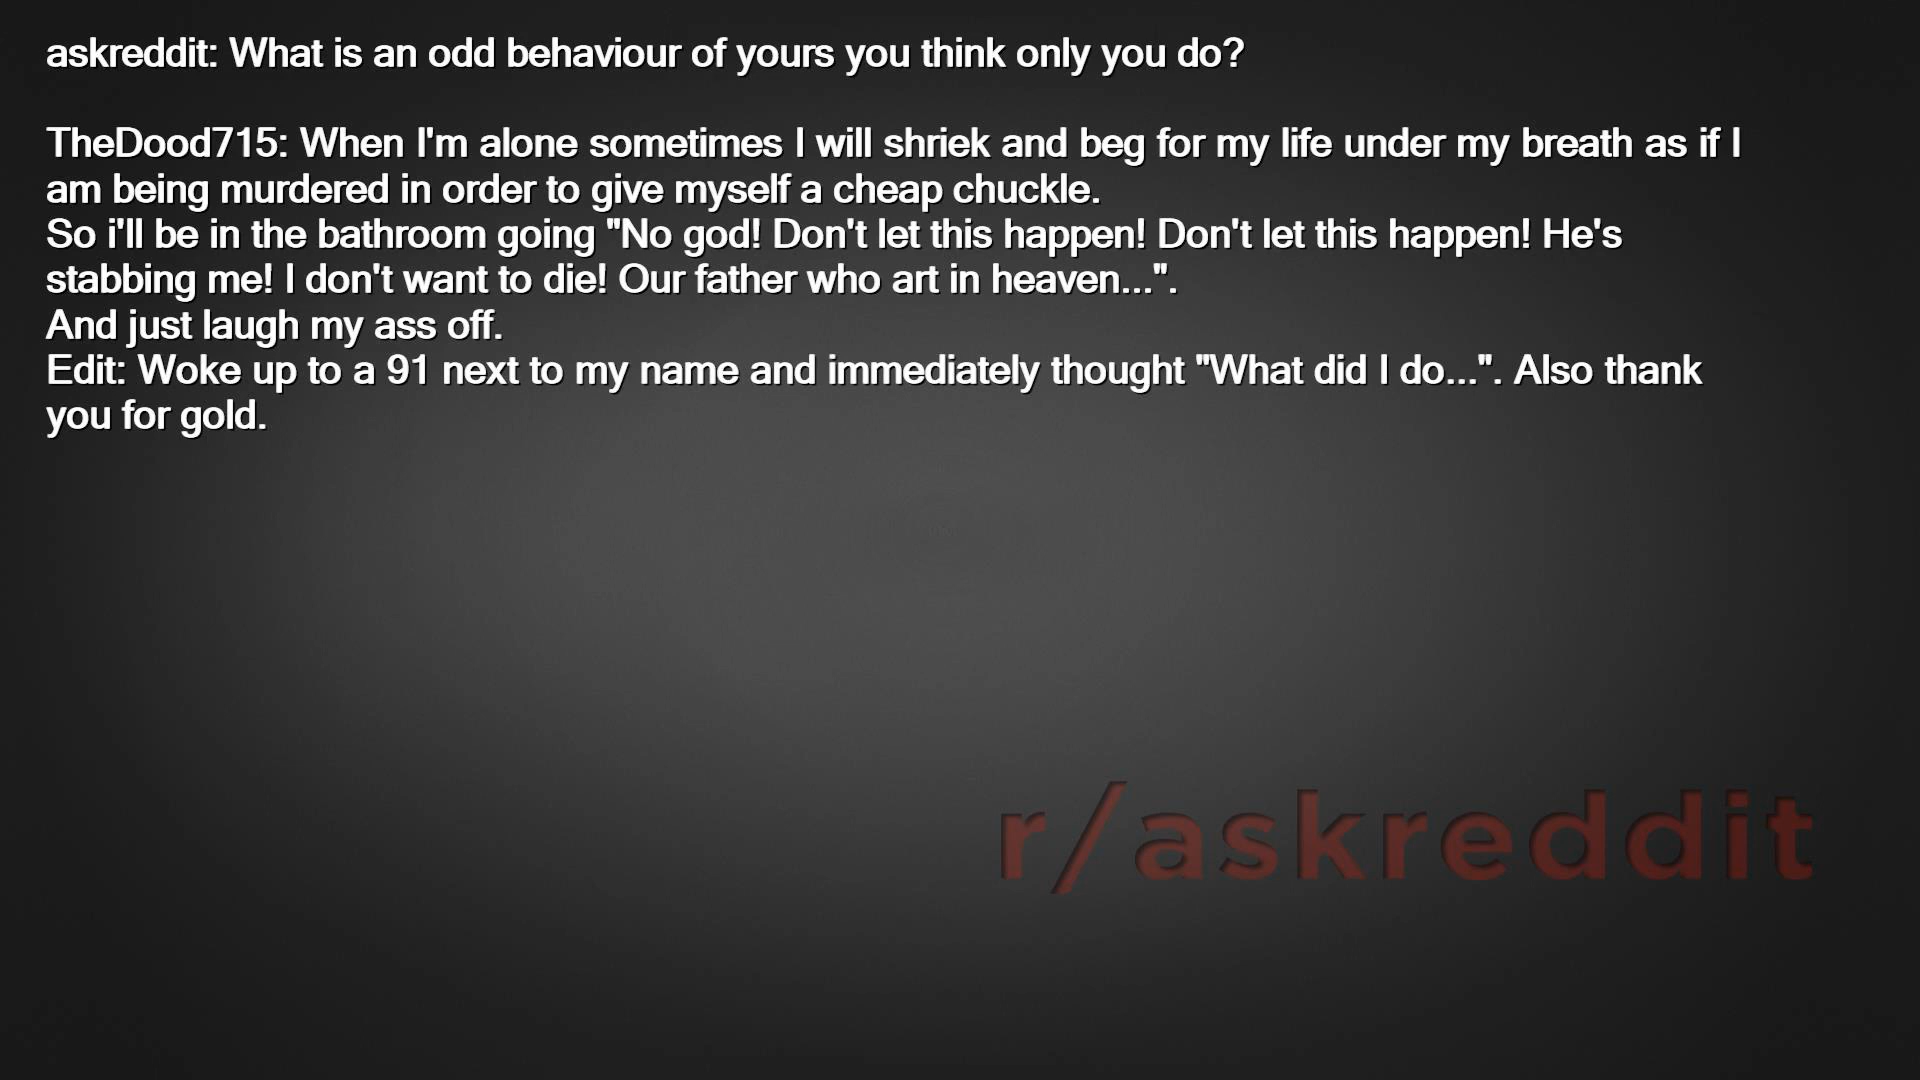 askreddit: What is an odd behaviour of yours you think only you do?
TheDood715: When I'm alone sometimes I will shriek and beg for my life under my breath as if I
am being murdered in order to give myself a cheap chuckle.
So i'll be in the bathroom going "No god! Don't let this happen! Don't let this happen! He's
stabbing me! I don't want to die! Our father who art in heaven...".
And just laugh my ass off.
Edit: Woke up to a 91 next to my name and immediately thought "What did I do...". Also thank
you for gold.
r/askreddit